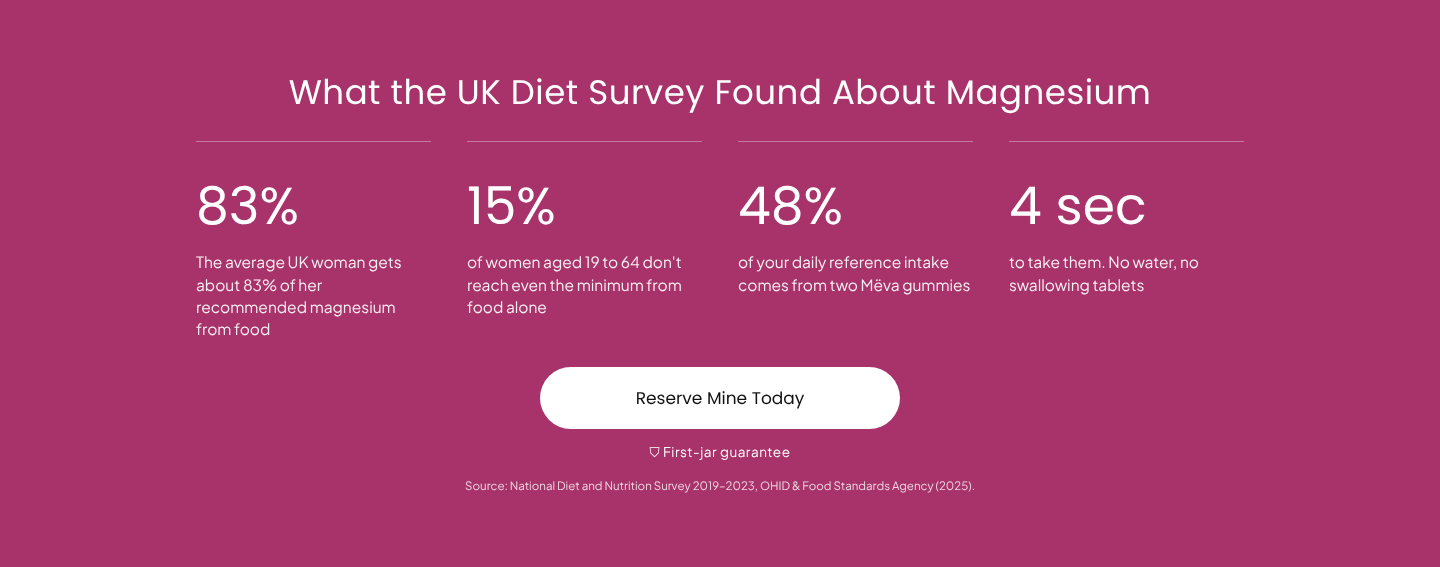 What the UK Diet Survey Found About Magnesium
83%
The average UK woman gets
about 83% of her
recommended magnesium
from food
15%
of women aged 19 to 64 don't
reach even the minimum from
food alone
48%
of your daily reference intake
comes from two Mëva gummies
4 sec
to take them. No water, no
swallowing tablets
Reserve Mine Today
First-jar guarantee
Source: National Diet and Nutrition Survey 2019–2023, OHID & Food Standards Agency (2025).